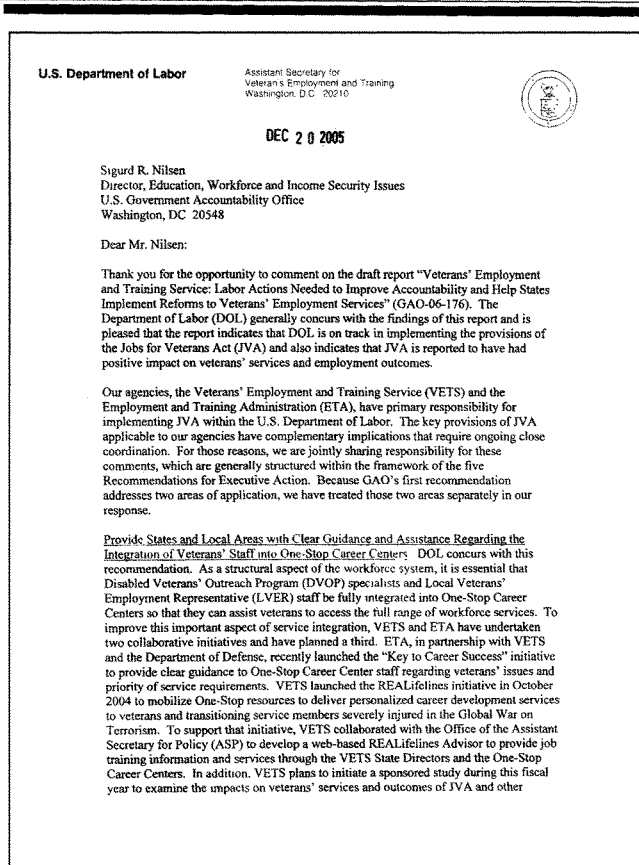 U.S. Department of Labor
Assistant Secretary for
Veteran's Employment and Training
Washington, D.C. 20210
DEC 20 2005
Sigurd R. Nilsen
Director, Education, Workforce and Income Security Issues
U.S. Government Accountability Office
Washington, DC 20548
Dear Mr. Nilsen:
Thank you for the opportunity to comment on the draft report "Veterans' Employment
and Training Service: Labor Actions Needed to Improve Accountability and Help States
Implement Reforms to Veterans' Employment Services" (GAO-06-176). The
Department of Labor (DOL) generally concurs with the findings of this report and is
pleased that the report indicates that DOL is on track in implementing the provisions of
the Jobs for Veterans Act (JVA) and also indicates that JVA is reported to have had
positive impact on veterans' services and employment outcomes.
Our agencies, the Veterans' Employment and Training Service (VETS) and the
Employment and Training Administration (ETA), have primary responsibility for
implementing JVA within the U.S. Department of Labor. The key provisions of JVA
applicable to our agencies have complementary implications that require ongoing close
coordination. For those reasons, we are jointly sharing responsibility for these
comments, which are generally structured within the framework of the five
Recommendations for Executive Action. Because GAO's first recommendation
addresses two areas of application, we have treated those two areas separately in our
response.
Provide States and Local Areas with Clear Guidance and Assistance Regarding the
Integration of Veterans' Staff into One-Stop Career Centers DOL concurs with this
recommendation. As a structural aspect of the workforce system, it is essential that
Disabled Veterans' Outreach Program (DVOP) specialists and Local Veterans'
Employment Representative (LVER) staff be fully integrated into One-Stop Career
Centers so that they can assist veterans to access the full range of workforce services. To
improve this important aspect of service integration, VETS and ETA have undertaken
two collaborative initiatives and have planned a third. ETA, in partnership with VETS
and the Department of Defense, recently launched the "Key to Career Success" initiative
to provide clear guidance to One-Stop Career Center staff regarding veterans' issues and
priority of service requirements. VETS launched the REALifelines initiative in October
2004 to mobilize One-Stop resources to deliver personalized career development services
to veterans and transitioning service members severely injured in the Global War on
Terrorism. To support that initiative, VETS collaborated with the Office of the Assistant
Secretary for Policy (ASP) to develop a web-based REALifelines Advisor to provide job
training information and services through the VETS State Directors and the One-Stop
Career Centers. In addition, VETS plans to initiate a sponsored study during this fiscal
year to examine the impacts on veterans' services and outcomes of JVA and other